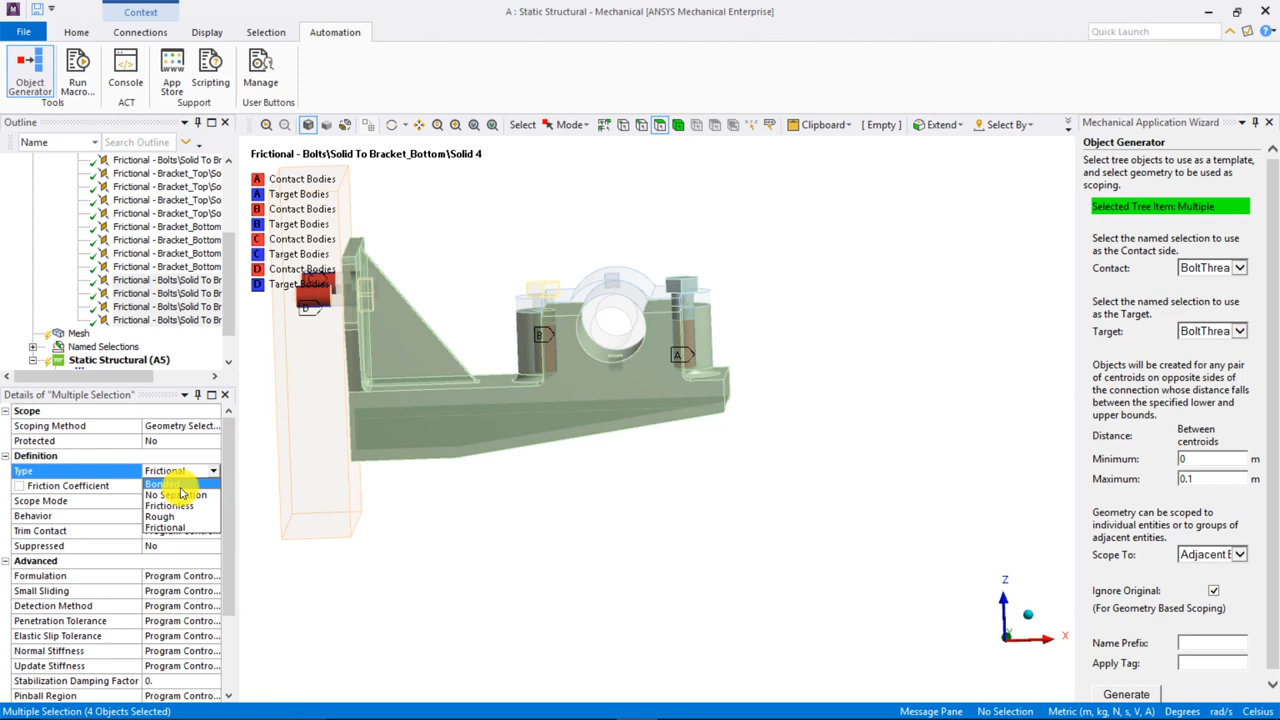 Context
A : Static Structural - Mechanical [ANSYS Mechanical Enterprise]
File
Home
Connections
Display
Selection
Automation
Quick Launch
Object Generator
Run Macro...
Console
App Store
Scripting
Manage
Tools
ACT
Support
User Buttons
Outline
Name
Search Outline
Frictional - Bolts\Solid To Br
Frictional - Bracket_Top\So
Frictional - Bracket_Top\So
Frictional - Bracket_Top\So
Frictional - Bracket_Top\So
Frictional - Bracket_Bottom
Frictional - Bracket_Bottom
Frictional - Bracket_Bottom
Frictional - Bracket_Bottom
Frictional - Bolts\Solid To Br
Frictional - Bolts\Solid To Br
Frictional - Bolts\Solid To Br
Frictional - Bolts\Solid To Br
Mesh
Named Selections
Static Structural (A5)
Select
Mode
Clipboard
[ Empty ]
Extend
Select By
Frictional - Bolts\Solid To Bracket_Bottom\Solid 4
A Contact Bodies
A Target Bodies
B Contact Bodies
B Target Bodies
C Contact Bodies
C Target Bodies
D Contact Bodies
D Target Bodies
D
B
A
Z
X
Details of "Multiple Selection"
Scope
Scoping Method Geometry Select...
Protected No
Definition
Type Frictional
Friction Coefficient
Scope Mode
Behavior
Trim Contact
Bonded
No Separation
Frictionless
Rough
Frictional
Suppressed No
Advanced
Formulation Program Contro...
Small Sliding Program Contro...
Detection Method Program Contro...
Penetration Tolerance Program Contro...
Elastic Slip Tolerance Program Contro...
Normal Stiffness Program Contro...
Update Stiffness Program Contro...
Stabilization Damping Factor 0.
Pinball Region Program Contro...
Mechanical Application Wizard
Object Generator
Select tree objects to use as a template, and select geometry to be used as scoping.
Selected Tree Item: Multiple
Select the named selection to use as the Contact side.
Contact: BoltThrea
Select the named selection to use as the Target.
Target: BoltThrea
Objects will be created for any pair of centroids on opposite sides of the connection whose distance falls between the specified lower and upper bounds.
Distance: Between centroids
Minimum: 0 m
Maximum: 0.1 m
Geometry can be scoped to individual entities or to groups of adjacent entities.
Scope To: Adjacent E
Ignore Original:
(For Geometry Based Scoping)
Name Prefix:
Apply Tag:
Generate
Multiple Selection (4 Objects Selected)
Message Pane
No Selection
Metric (m, kg, N, s, V, A)
Degrees
rad/s
Celsius